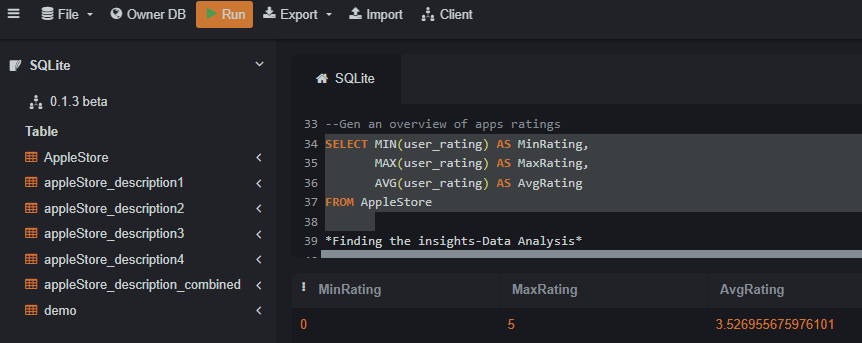 File Owner DB Run Export Import Client
SQLite
0.1.3 beta
Table
AppleStore
appleStore_description1
appleStore_description2
appleStore_description3
appleStore_description4
appleStore_description_combined
demo
SQLite
33 --Gen an overview of apps ratings
34 SELECT MIN(user_rating) AS MinRating,
35 MAX(user_rating) AS MaxRating,
36 AVG(user_rating) AS AvgRating
37 FROM AppleStore
38
39 *Finding the insights-Data Analysis*
MinRating MaxRating AvgRating
0 5 3.526955675976101